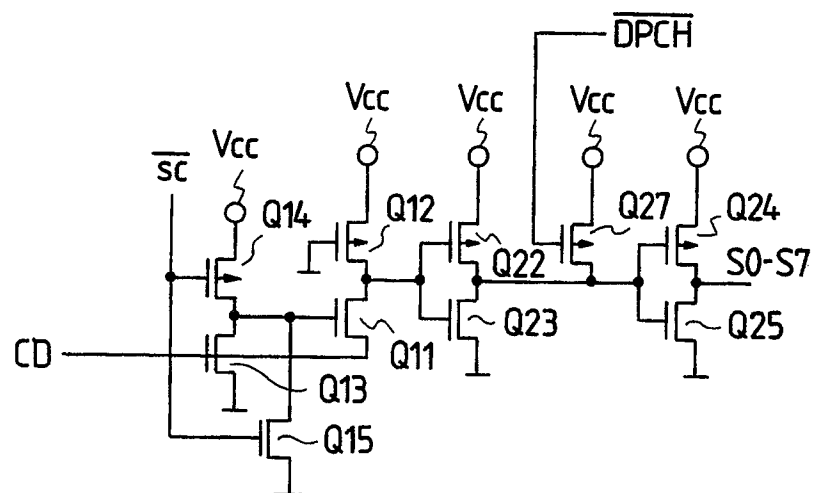 DPCH
Vcc
Vcc
Vcc
Vcc
Vcc
sc
Q14
Q12
Q22
Q27
Q24
S0-S7
Q11
Q23
Q25
CD
Q13
Q15